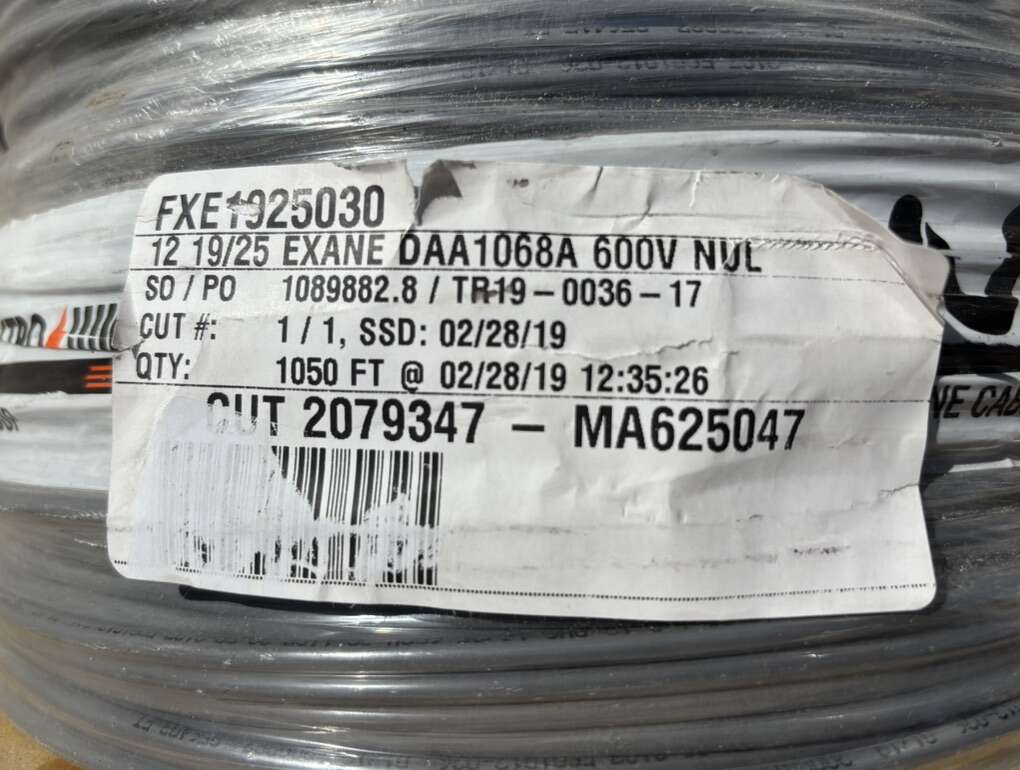 FXE1925030
12 19/25 EXANE DAA1068A 600V NUL
SO / PO 1089882.8 / TR19-0036-17
CUT #: 1 / 1, SSD: 02/28/19
QTY: 1050 FT @ 02/28/19 12:35:26
CUT 2079347 - MA625047